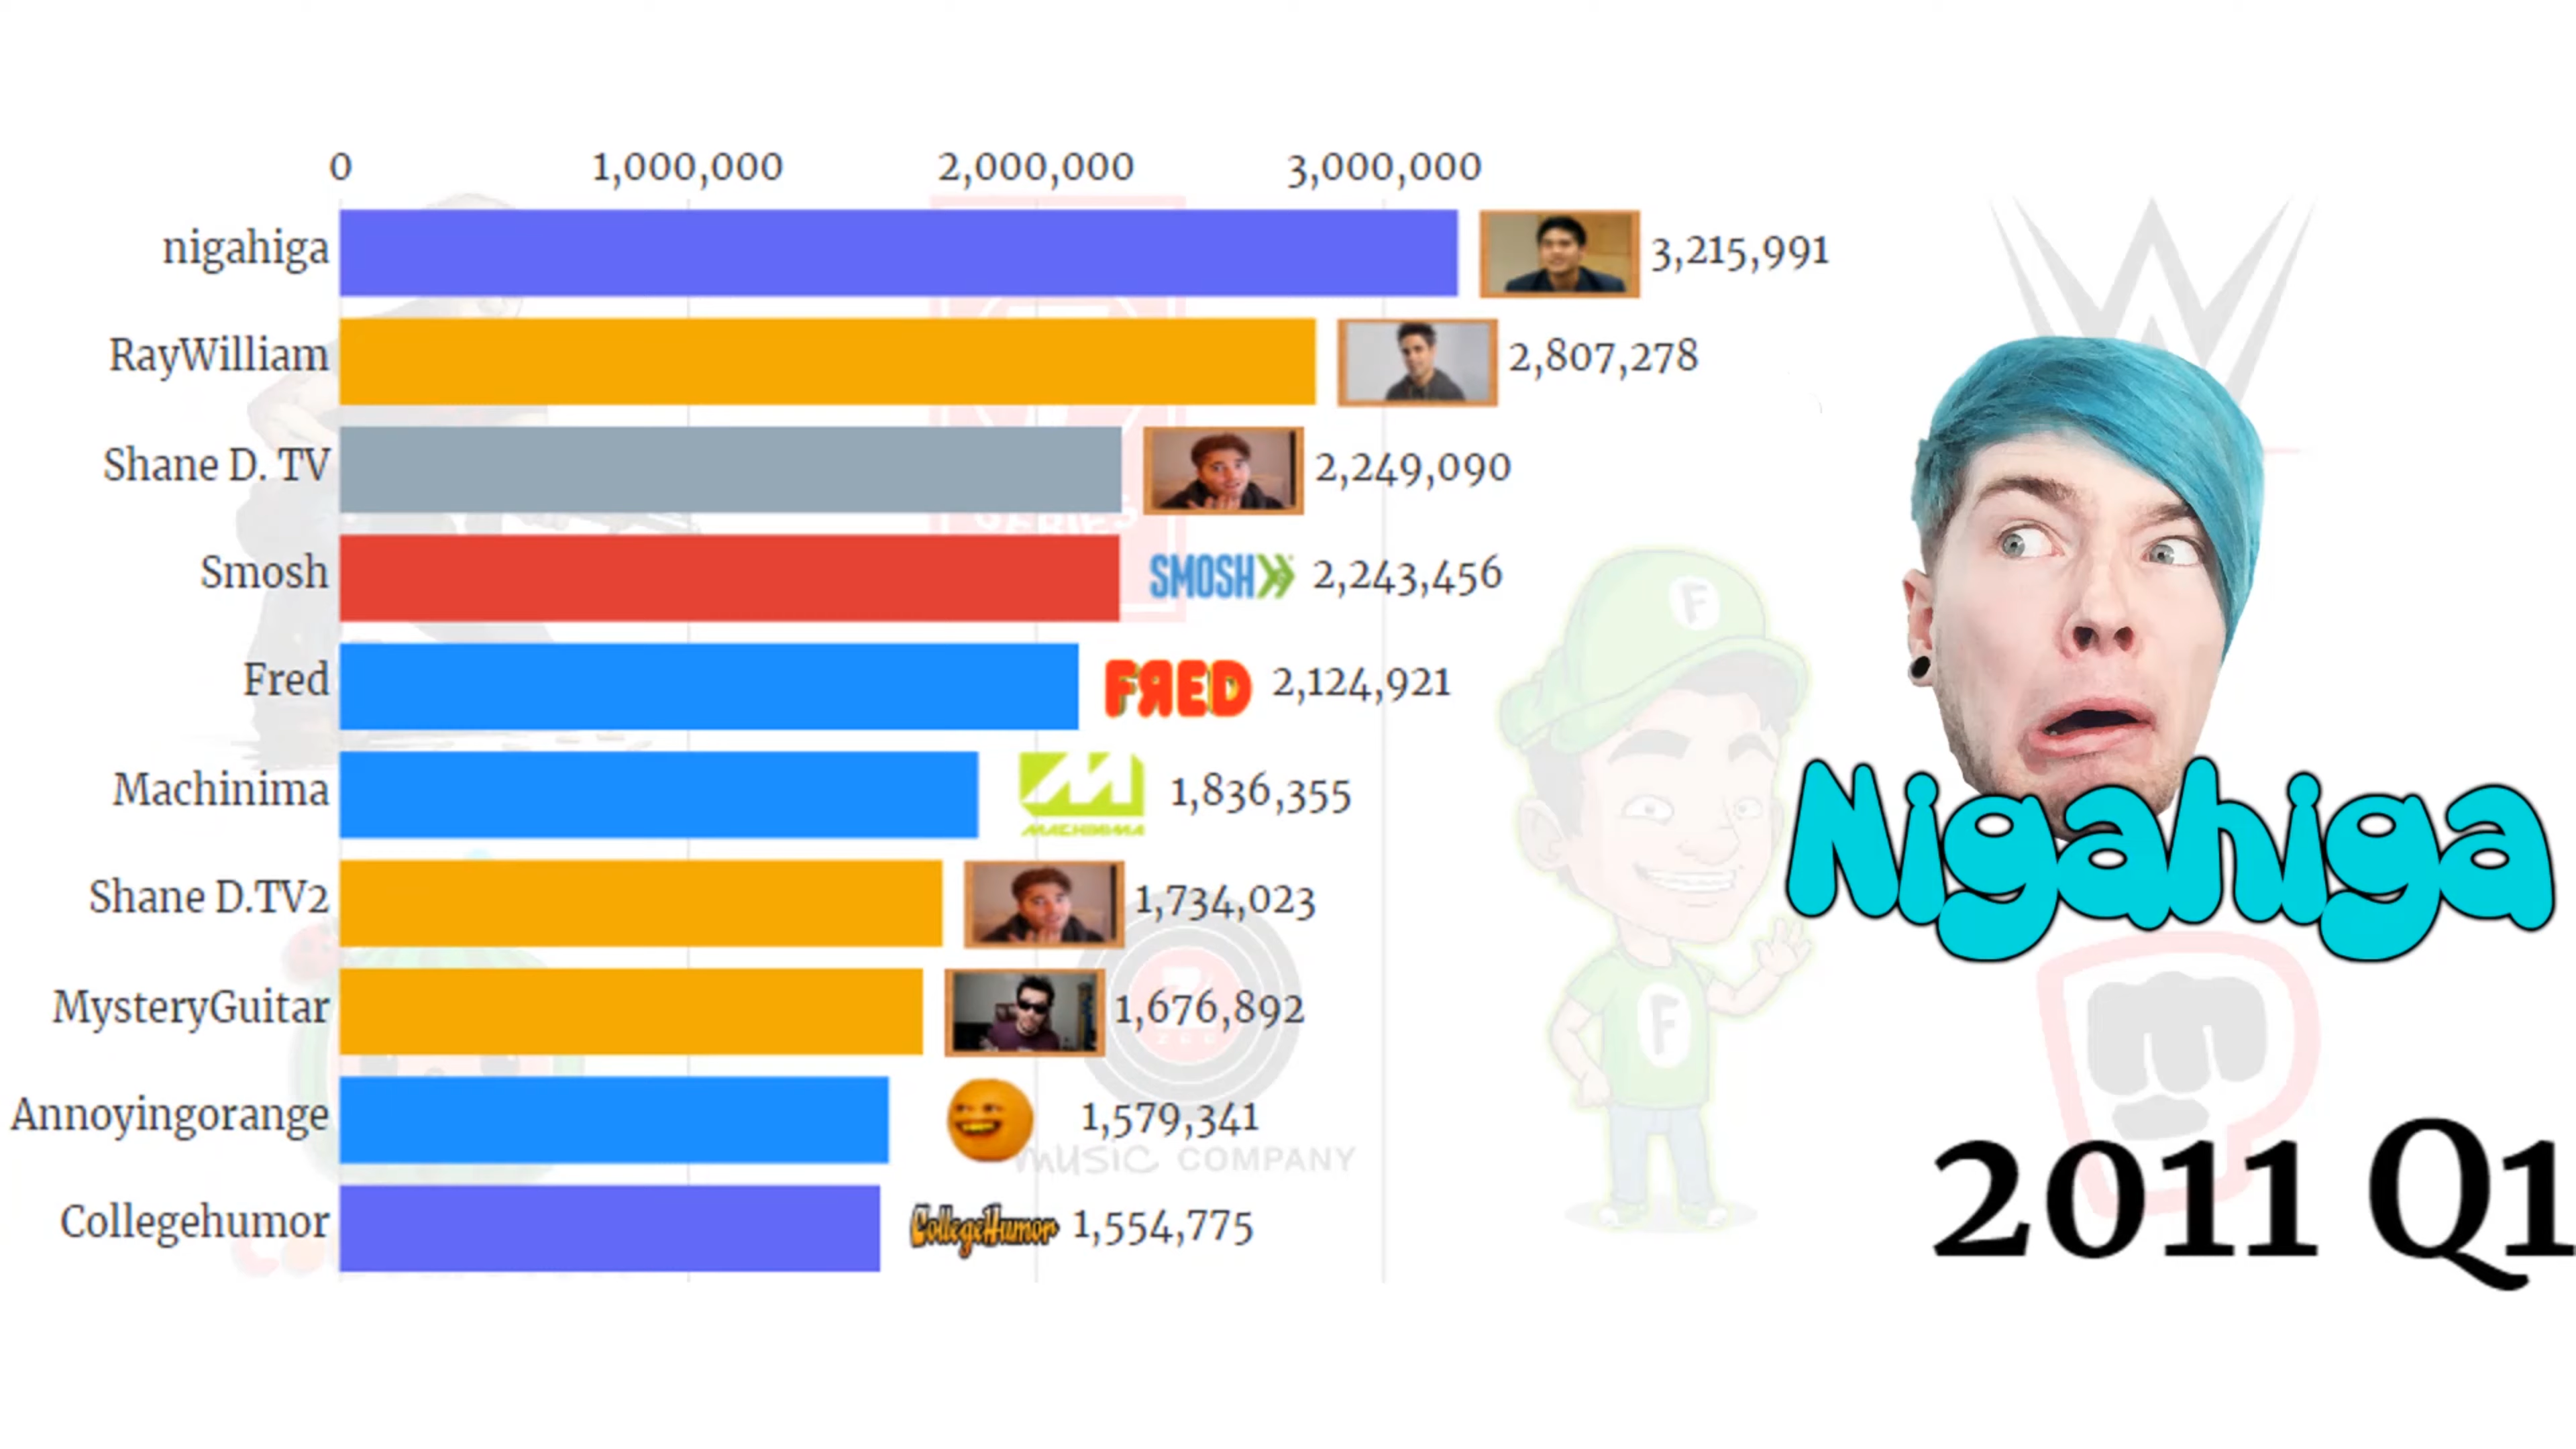 0 1,000,000 2,000,000 3,000,000
nigahiga 3,215,991
RayWilliam 2,807,278
Shane D. TV 2,249,090
SERIES
Smosh SMOSH 2,243,456
F
Fred FRED 2,124,921
Machinima MACHINIMA 1,836,355
Nigahiga
Shane D.TV2 1,734,023
MysteryGuitar 1,676,892
F
Annoyingorange 1,579,341
MUSIC COMPANY
2011 Q1
Collegehumor CollegeHumor 1,554,775